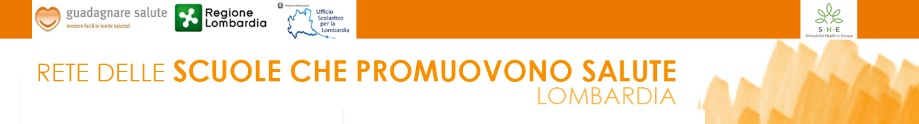 guadagnare salute
rendere facili le scelte salutari
Regione
Lombardia
Ufficio
Scolastico
per la
Lombardia
S·H·E
Schools for Health in Europe
RETE DELLE SCUOLE CHE PROMUOVONO SALUTE
LOMBARDIA